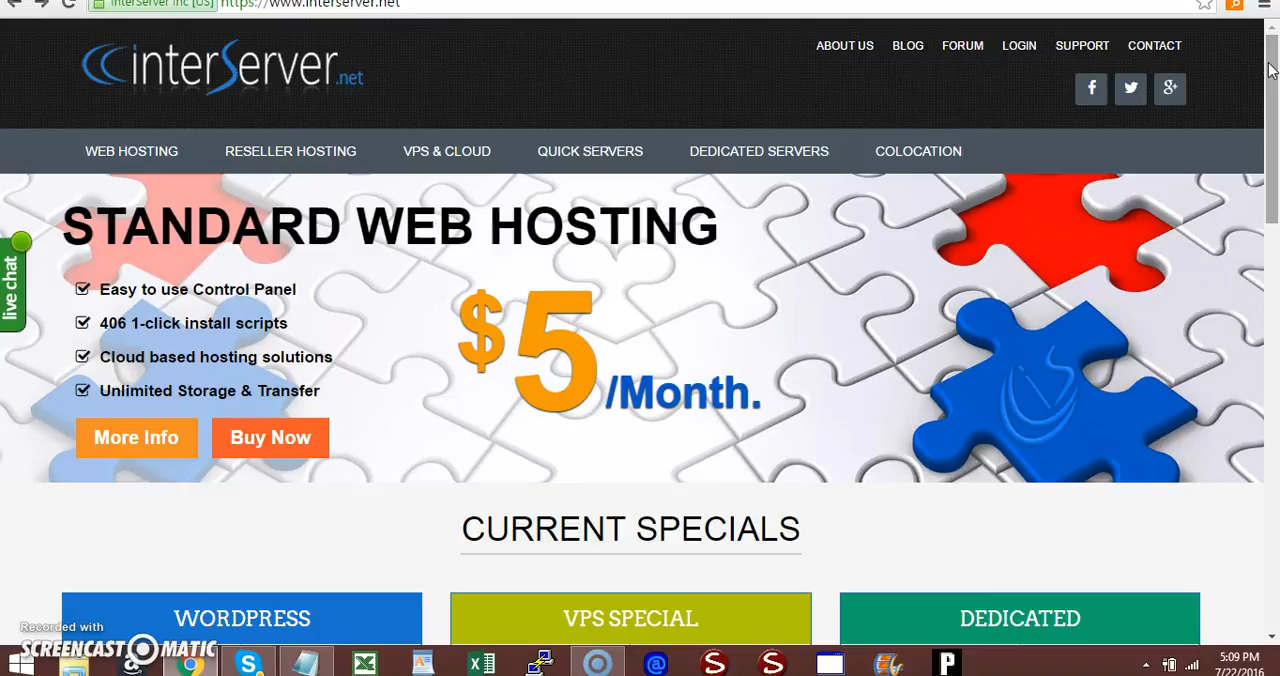 InterServer Inc [US] https://www.interserver.net
interServer.net
ABOUT US BLOG FORUM LOGIN SUPPORT CONTACT
f g+
WEB HOSTING RESELLER HOSTING VPS & CLOUD QUICK SERVERS DEDICATED SERVERS COLOCATION
STANDARD WEB HOSTING
Easy to use Control Panel
406 1-click install scripts
Cloud based hosting solutions
Unlimited Storage & Transfer
$5/Month.
More Info Buy Now
live chat
CURRENT SPECIALS
WORDPRESS VPS SPECIAL DEDICATED
Recorded with
SCREENCAST MATIC
5:09 PM
7/22/2016